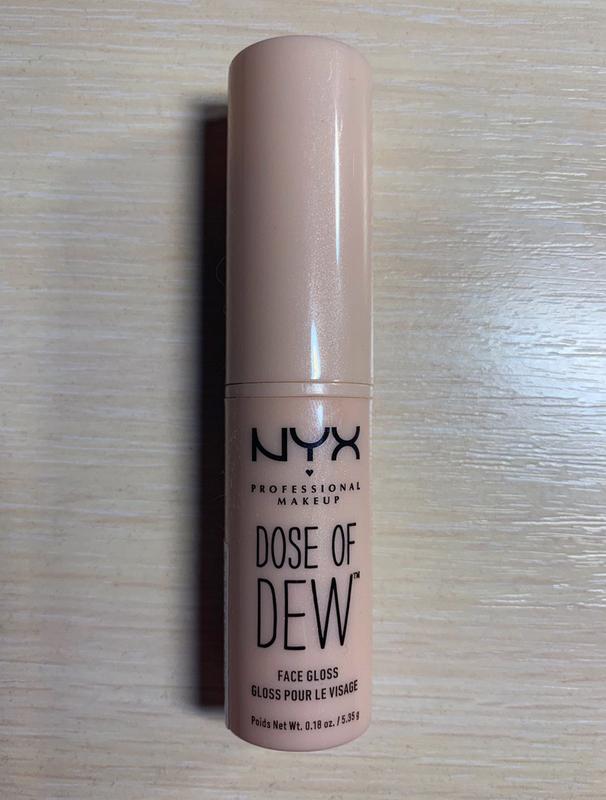 NYX
PROFESSIONAL
MAKEUP
DOSE OF
DEW™
FACE GLOSS
GLOSS POUR LE VISAGE
Poids Net Wt. 0.18 oz. / 5.35 g